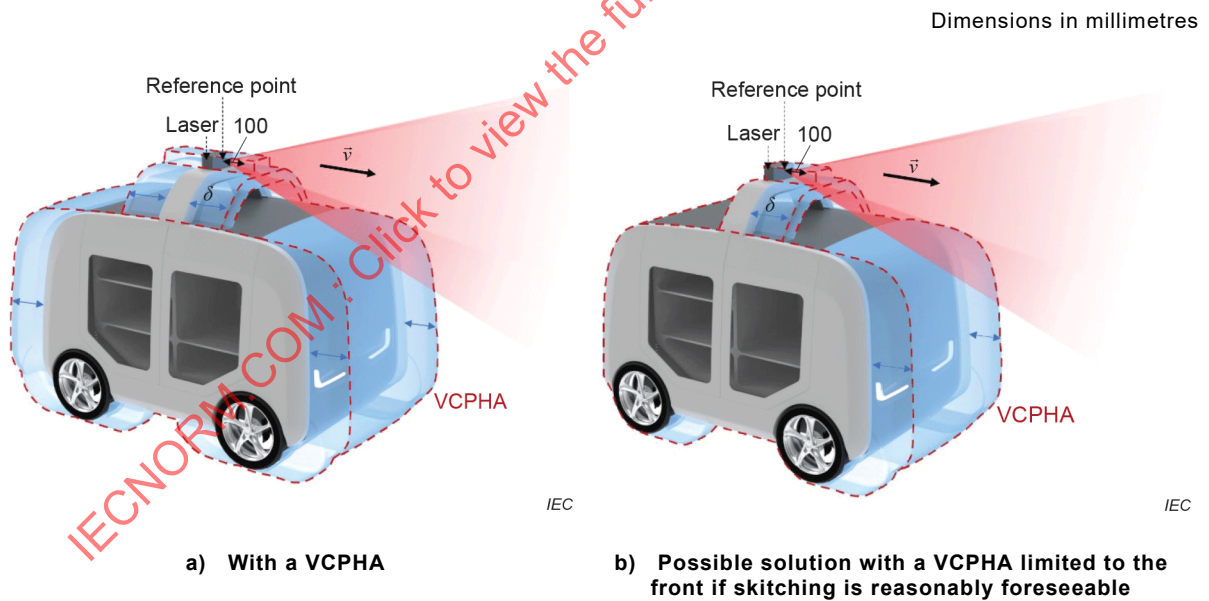 Dimensions in millimetres
Reference point
Laser
100
v
δ
VCPHA
IEC
a) With a VCPHA
Reference point
Laser
100
v
δ
VCPHA
IEC
b) Possible solution with a VCPHA limited to the
front if skitching is reasonably foreseeable
IECNORM.COM : Click to view the ful